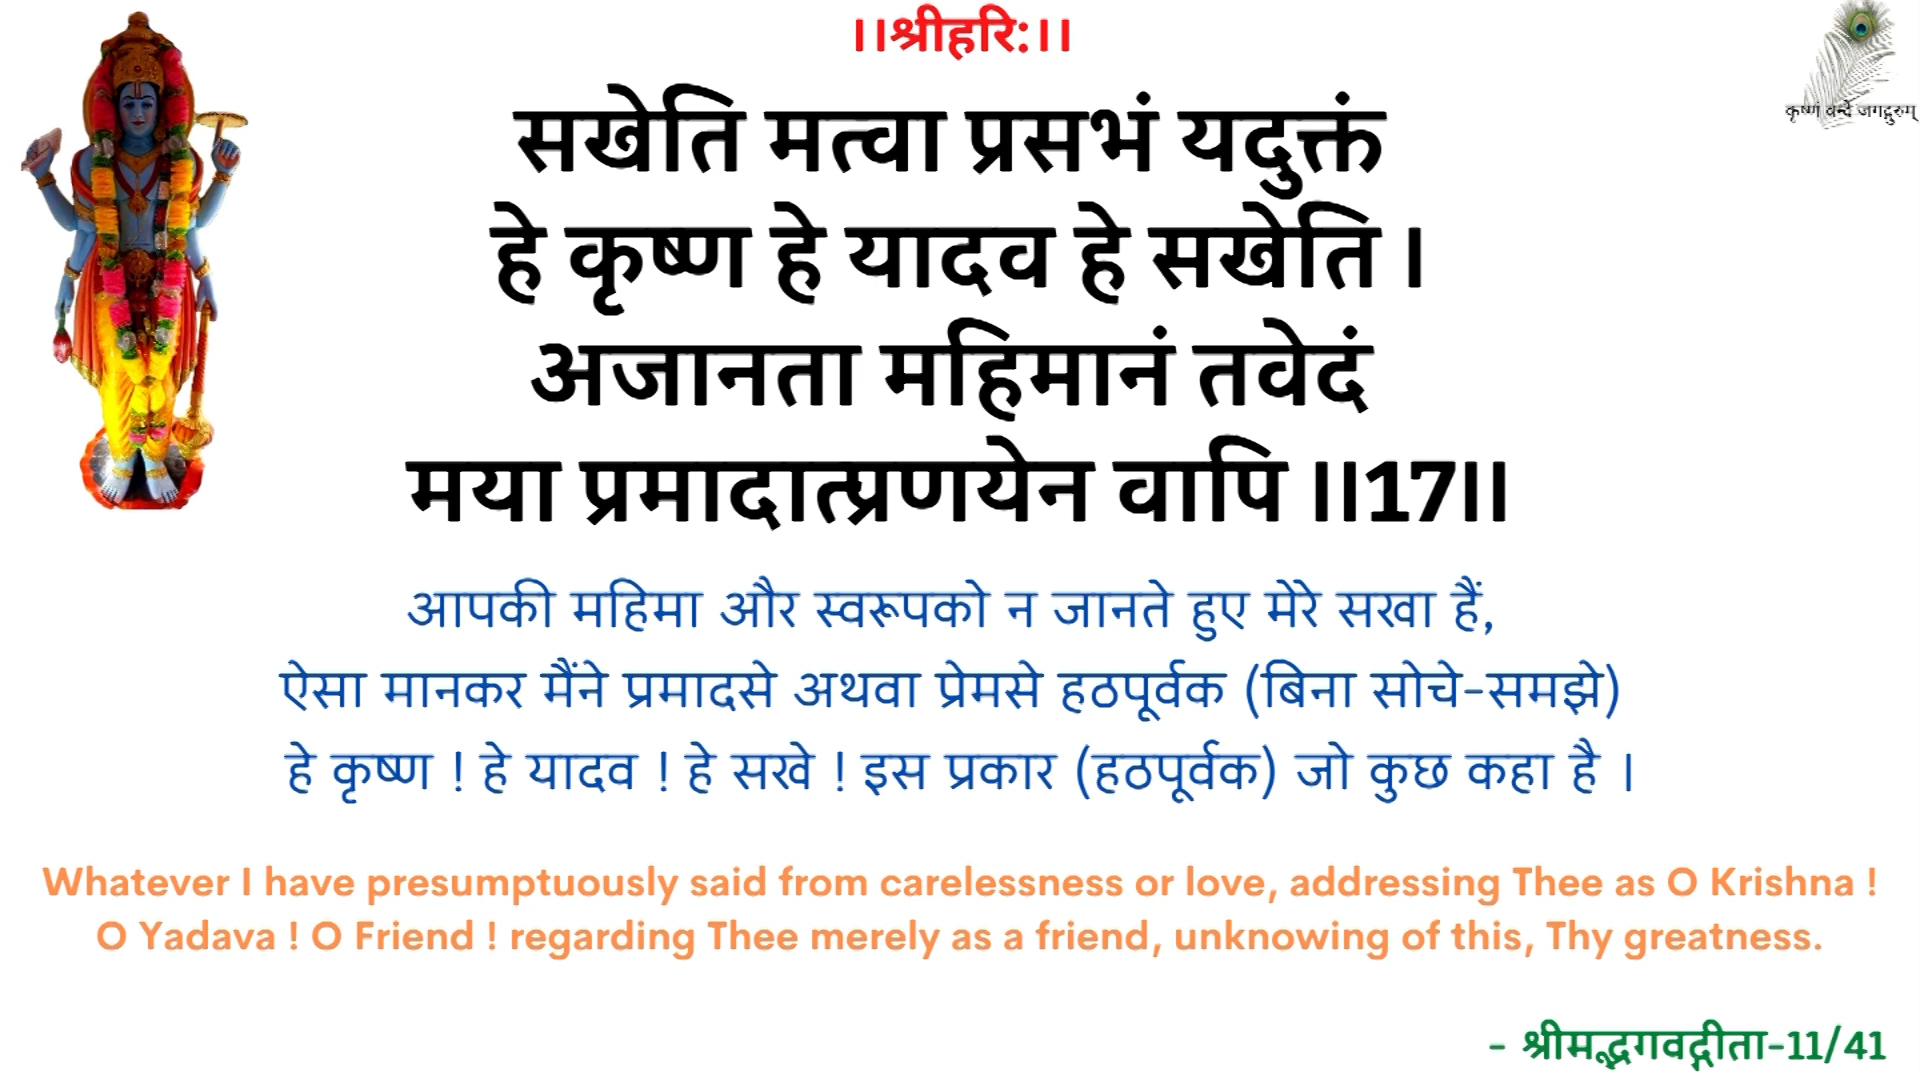 ।।श्रीहरि:।।
कृष्णं वन्दे जगद्गुरुम्
सखेति मत्वा प्रसभं यदुक्तं
हे कृष्ण हे यादव हे सखेति ।
अजानता महिमानं तवेदं
मया प्रमादात्प्रणयेन वापि ।।17।।
आपकी महिमा और स्वरूपको न जानते हुए मेरे सखा हैं,
ऐसा मानकर मैंने प्रमादसे अथवा प्रेमसे हठपूर्वक (बिना सोचे-समझे)
हे कृष्ण ! हे यादव ! हे सखे ! इस प्रकार (हठपूर्वक) जो कुछ कहा है ।
Whatever I have presumptuously said from carelessness or love, addressing Thee as O Krishna !
O Yadava ! O Friend ! regarding Thee merely as a friend, unknowing of this, Thy greatness.
- श्रीमद्भगवद्गीता-11/41